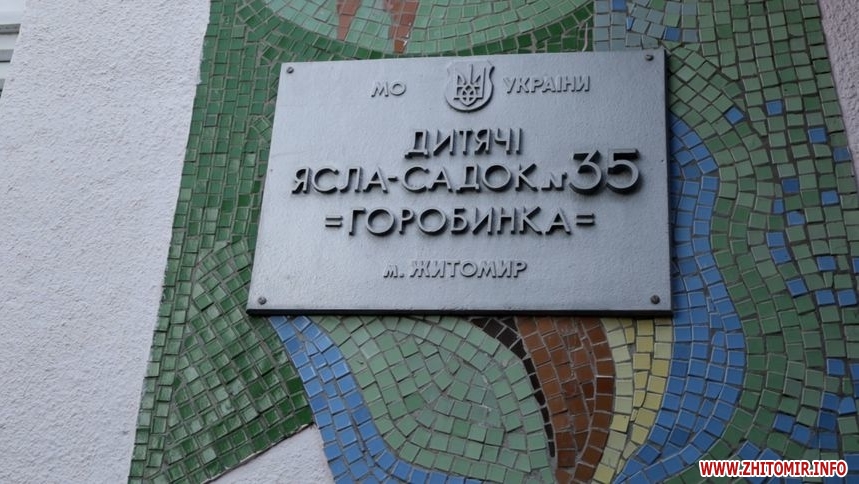 МО УКРАЇНИ
ДИТЯЧІ
ЯСЛА-САДОК №35
=ГОРОБИНКА=
м. ЖИТОМИР
WWW.ZHITOMIR.INFO